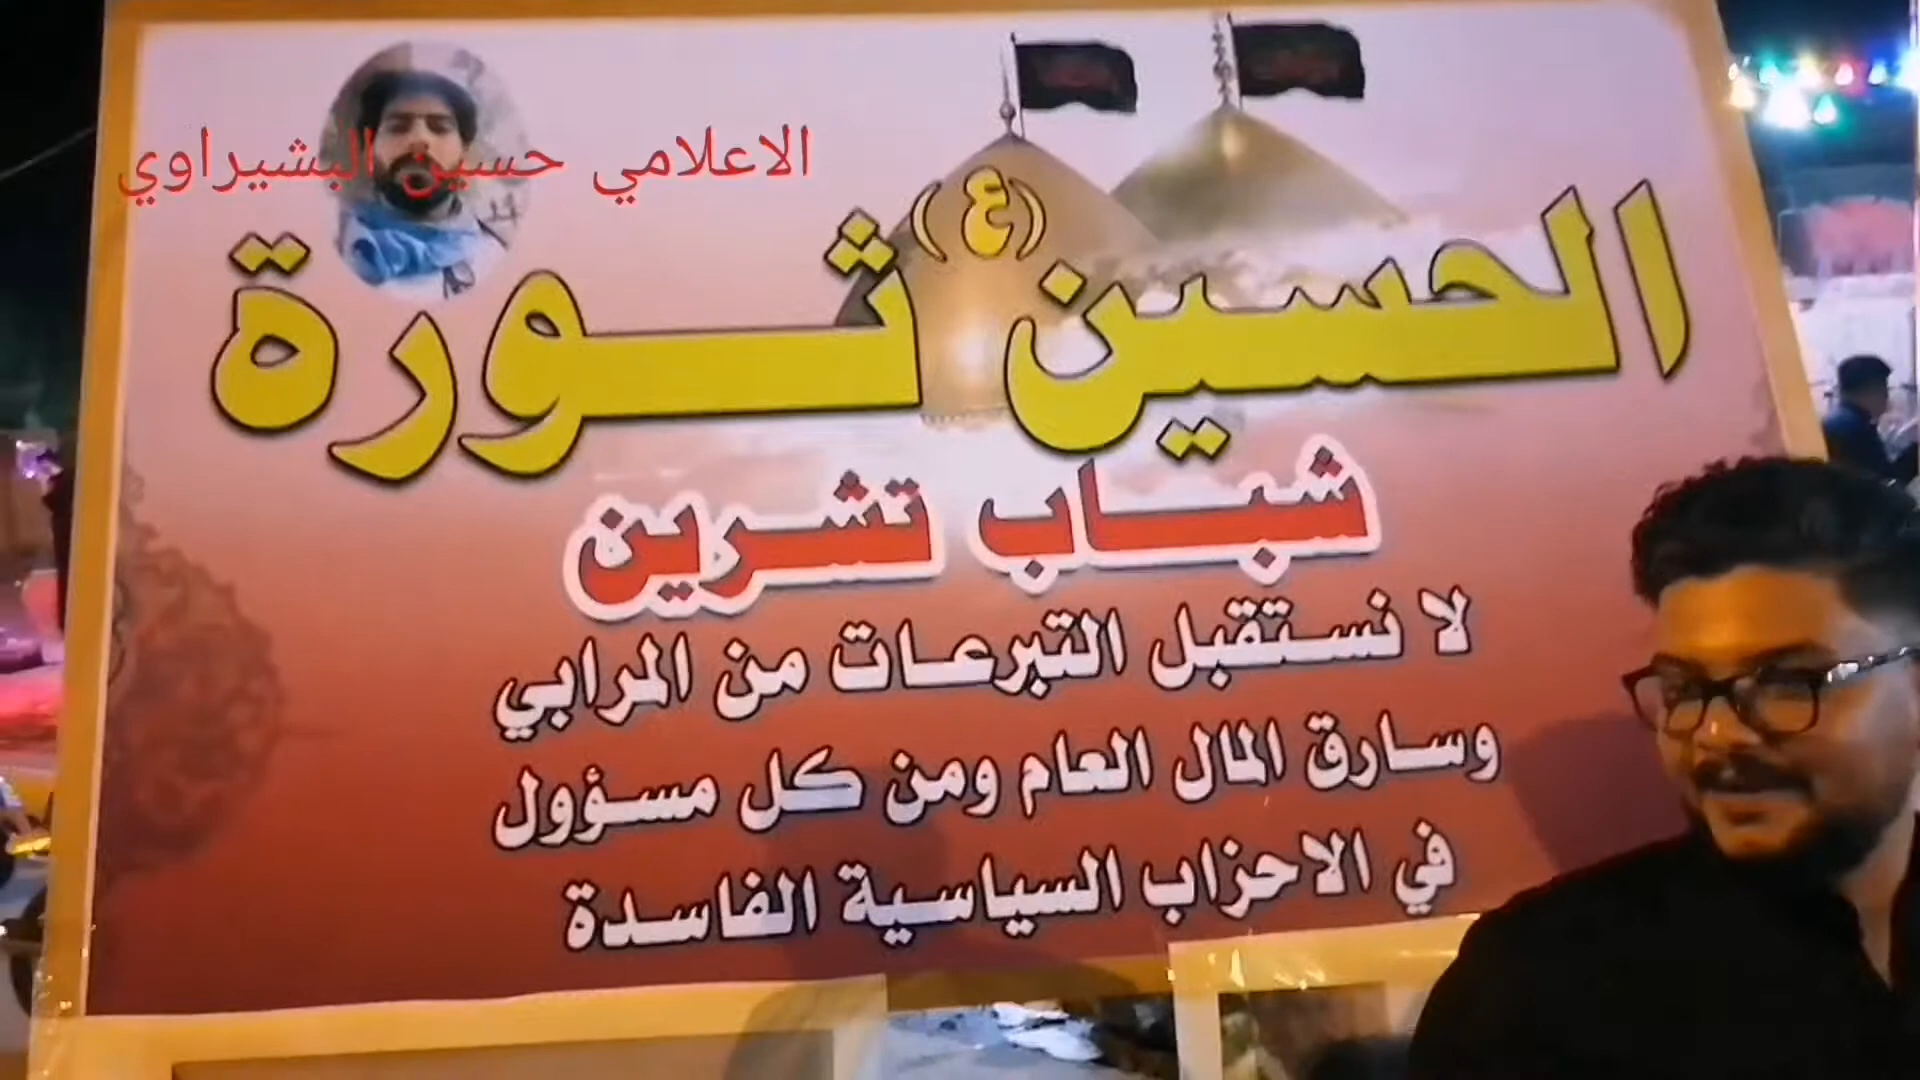 الاعلامي حسين البشيراوي
الحسين (ع) ثورة
شباب تشرين
لا نستقبل التبرعات من المرابي
وسارق المال العام ومن كل مسؤول
في الاحزاب السياسية الفاسدة